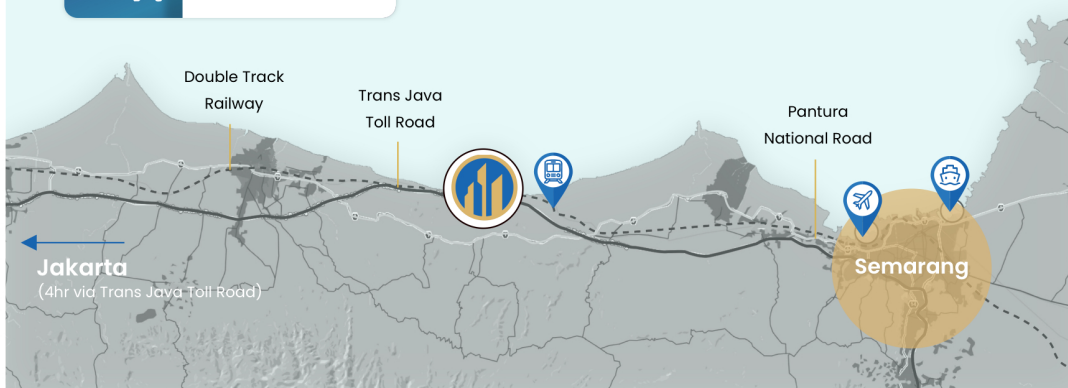 Double Track
Railway
Trans Java
Toll Road
Pantura
National Road
Jakarta
(4hr via Trans Java Toll Road)
Semarang